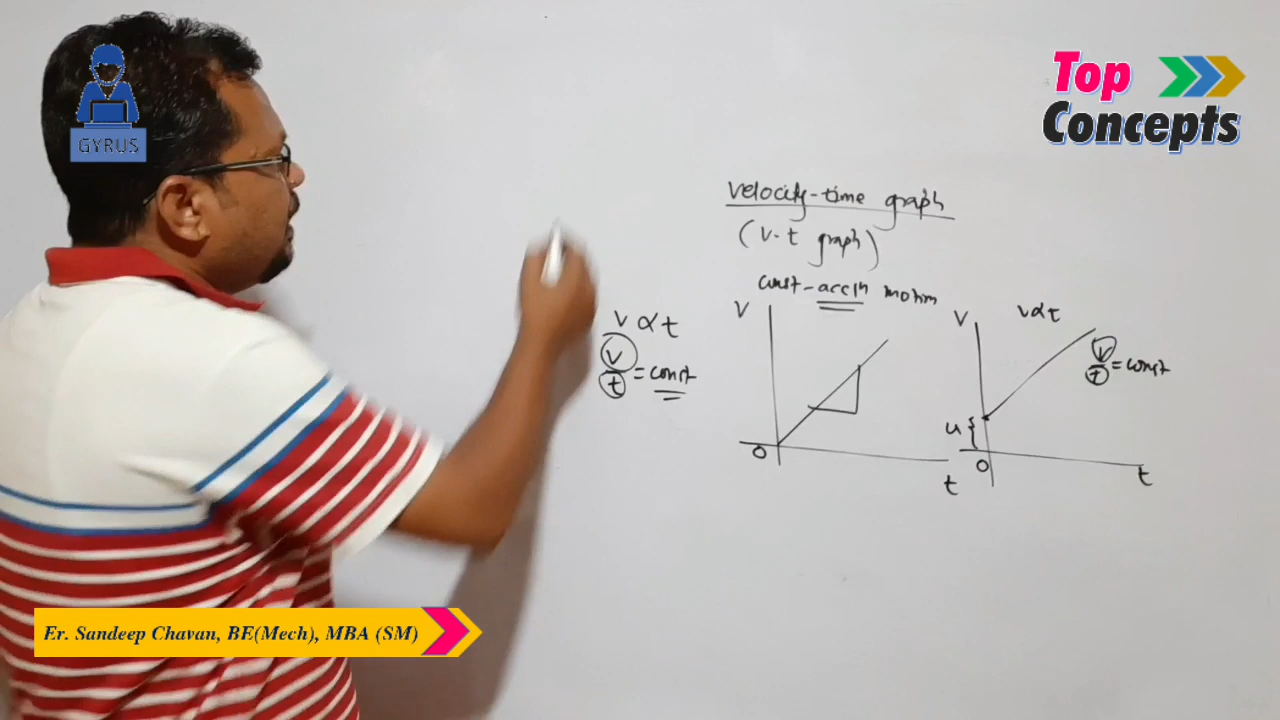 GYRUS
Top
Concepts
Velocity-time graph
(v-t graph)
const-accln motion
v ∝ t
v/t = const
V
0
t
V
v∝t
v/t = const
u
0
t
Er. Sandeep Chavan, BE(Mech), MBA (SM)